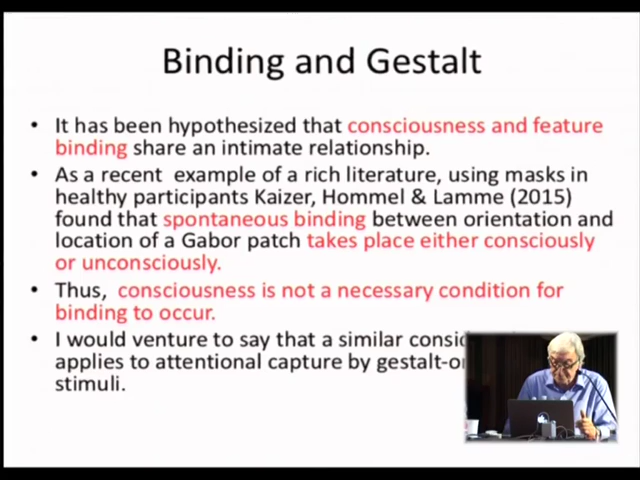 Binding and Gestalt
• It has been hypothesized that consciousness and feature
binding share an intimate relationship.
• As a recent example of a rich literature, using masks in
healthy participants Kaizer, Hommel & Lamme (2015)
found that spontaneous binding between orientation and
location of a Gabor patch takes place either consciously
or unconsciously.
• Thus, consciousness is not a necessary condition for
binding to occur.
• I would venture to say that a similar
applies to attentional capture by
stimuli.